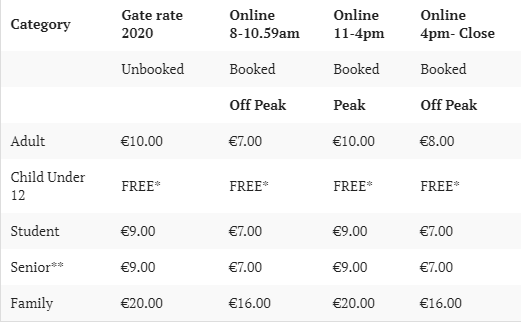 Category Gate rate 2020 Online 8-10.59am Online 11-4pm Online 4pm- Close
Unbooked Booked Booked Booked
Off Peak Peak Off Peak
Adult €10.00 €7.00 €10.00 €8.00
Child Under 12 FREE* FREE* FREE* FREE*
Student €9.00 €7.00 €9.00 €7.00
Senior** €9.00 €7.00 €9.00 €7.00
Family €20.00 €16.00 €20.00 €16.00